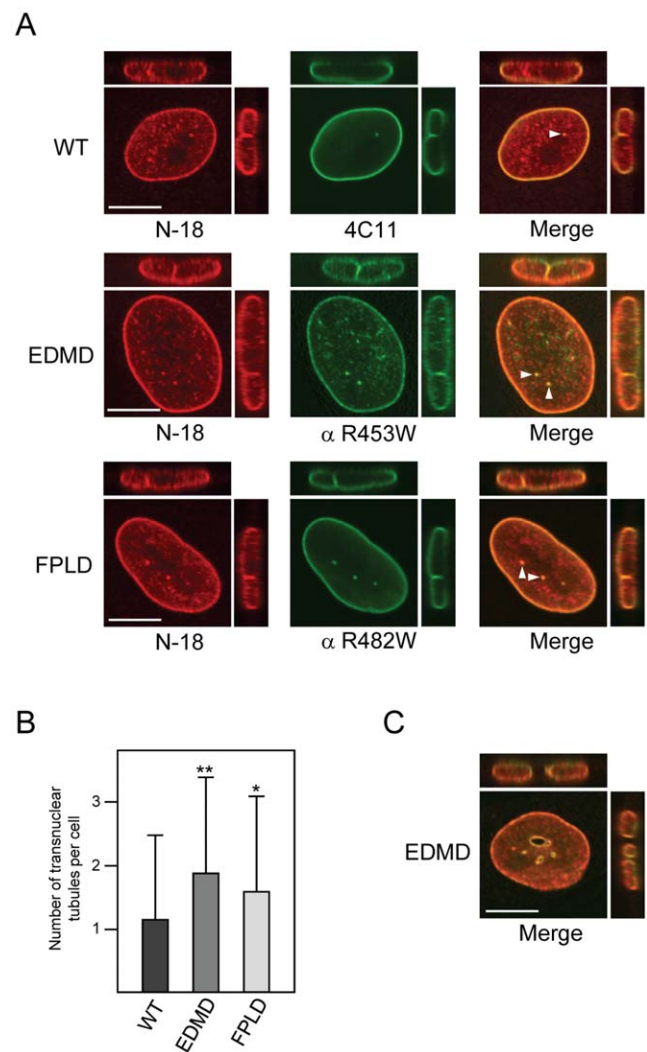 A
WT
N-18 4C11 Merge
EDMD
N-18 α R453W Merge
FPLD
N-18 α R482W Merge
B
Number of transnuclear
tubules per cell
3
2
1
** 
*
WT EDMD FPLD
C
EDMD
Merge